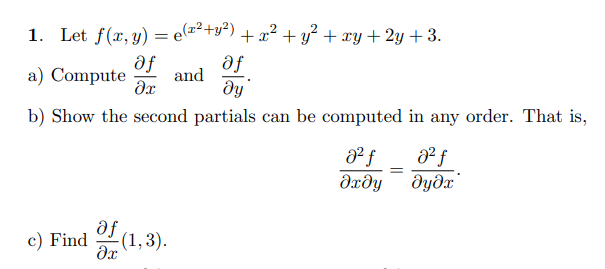 1. Let f(x, y) = e^(x²+y²) + x² + y² + xy + 2y + 3.
a) Compute ∂f/∂x and ∂f/∂y.
b) Show the second partials can be computed in any order. That is,
∂²f/∂x∂y = ∂²f/∂y∂x.
c) Find ∂f/∂x (1, 3).